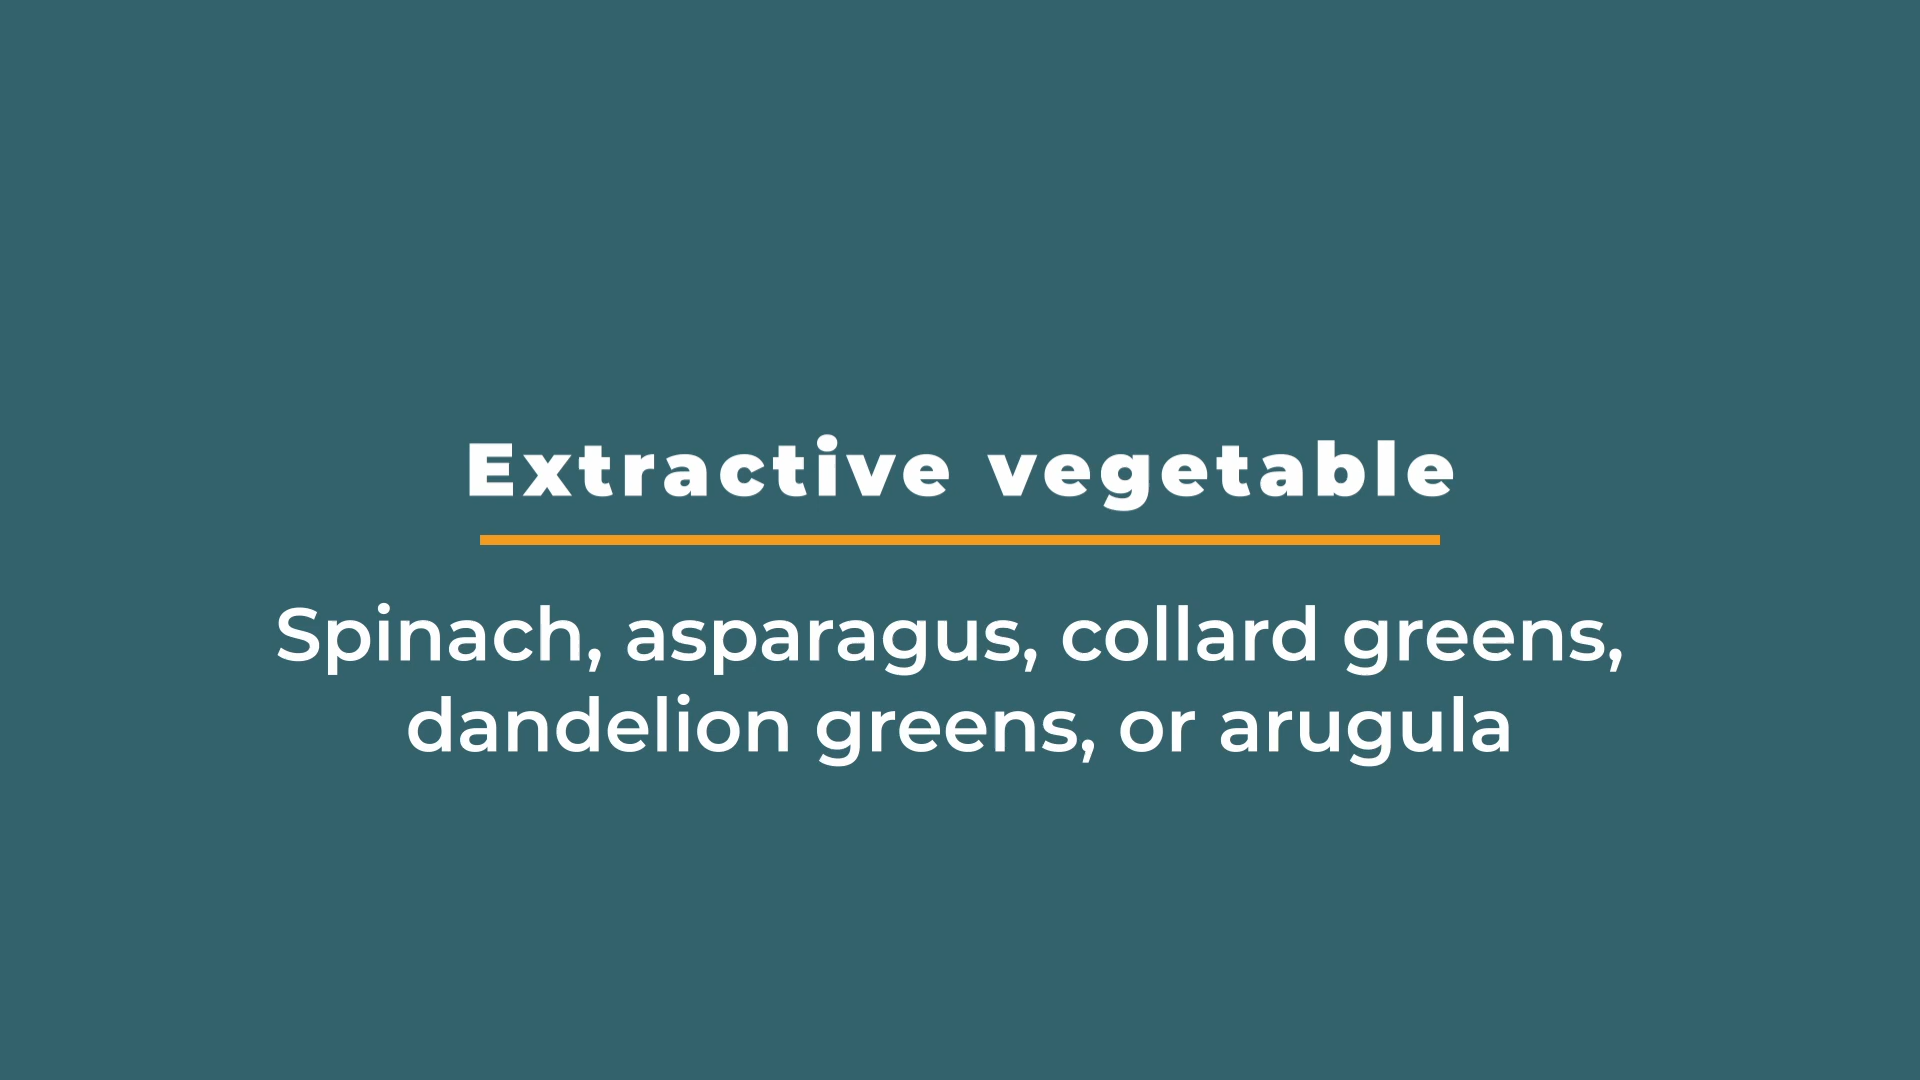 Extractive vegetable
Spinach, asparagus, collard greens,
dandelion greens, or arugula